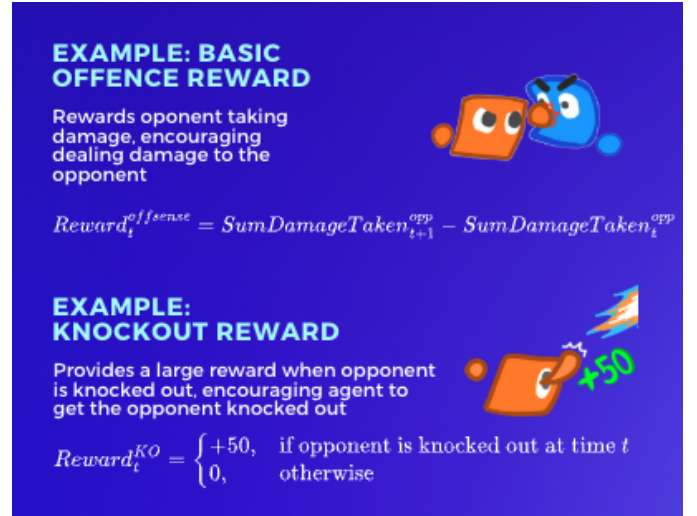 EXAMPLE: BASIC
OFFENCE REWARD
Rewards oponent taking
damage, encouraging
dealing damage to the
opponent
Reward_t^{offsense} = SumDamageTaken_{t+1}^{opp} − SumDamageTaken_t^{opp}
EXAMPLE:
KNOCKOUT REWARD
Provides a large reward when opponent
is knocked out, encouraging agent to
get the opponent knocked out
+50
Reward_t^{KO} = { +50, if opponent is knocked out at time t
0, otherwise